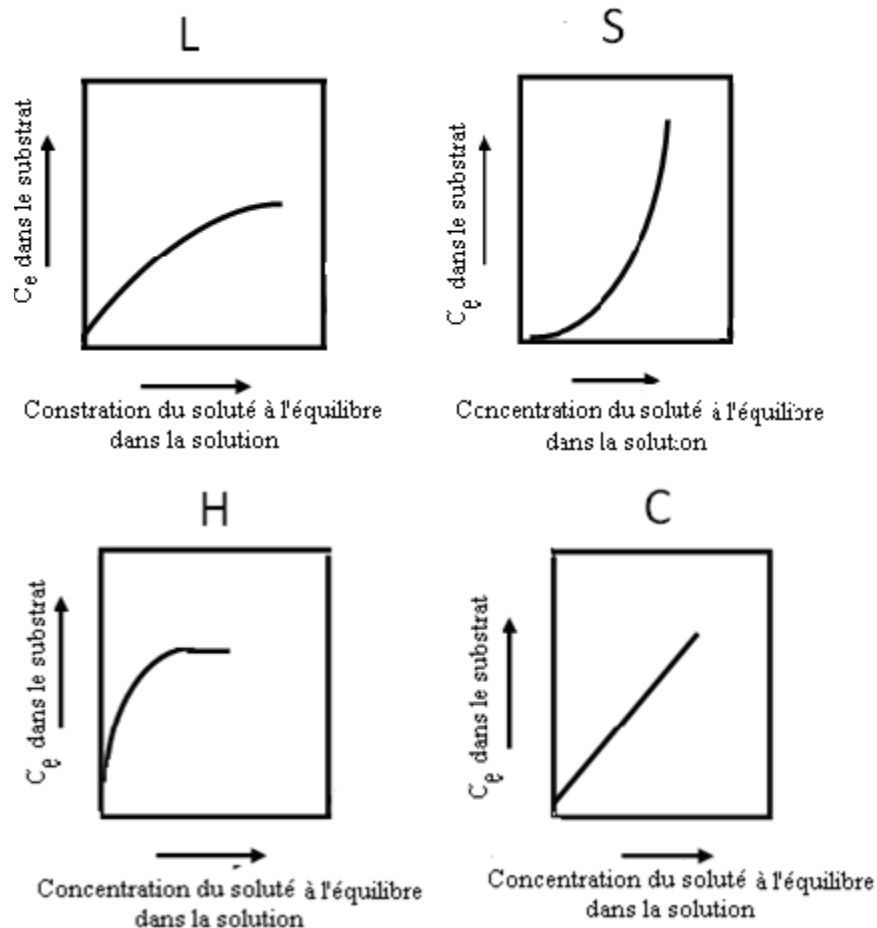 L
Ce dans le substrat
Constration du soluté à l'équilibre
dans la solution
S
Ce dans le substrat
Concentration du soluté à l'équilibre
dans la solution
H
Ce dans le substrat
Concentration du soluté à l'équilibre
dans la solution
C
Ce dans le substrat
Concentration du soluté à l'équilibre
dans la solution